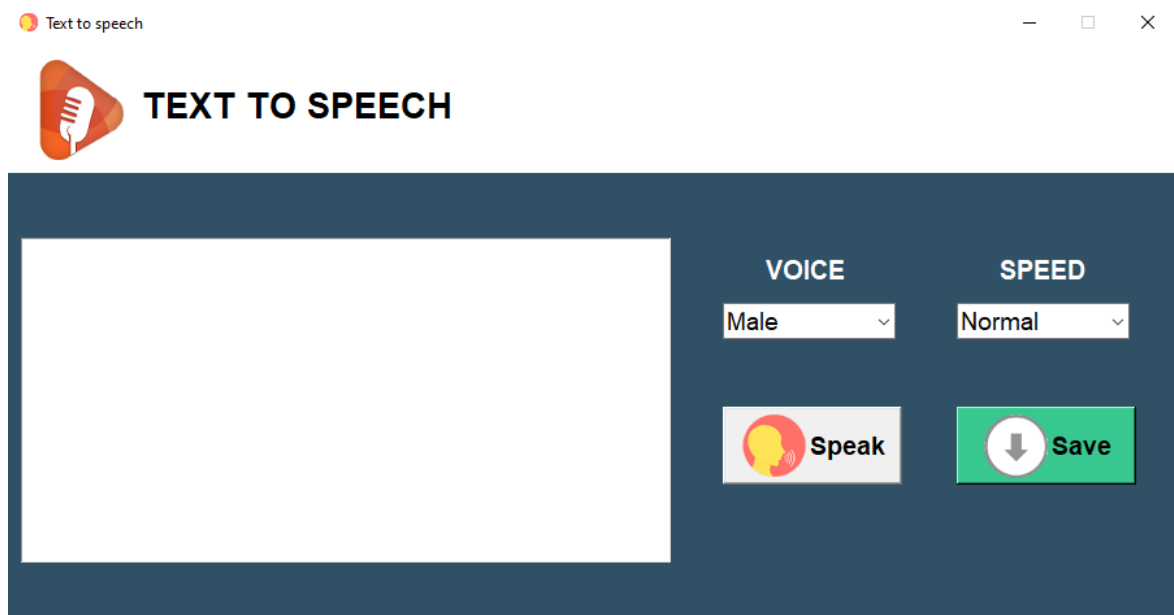 Text to speech
TEXT TO SPEECH
VOICE SPEED
Male Normal
Speak Save